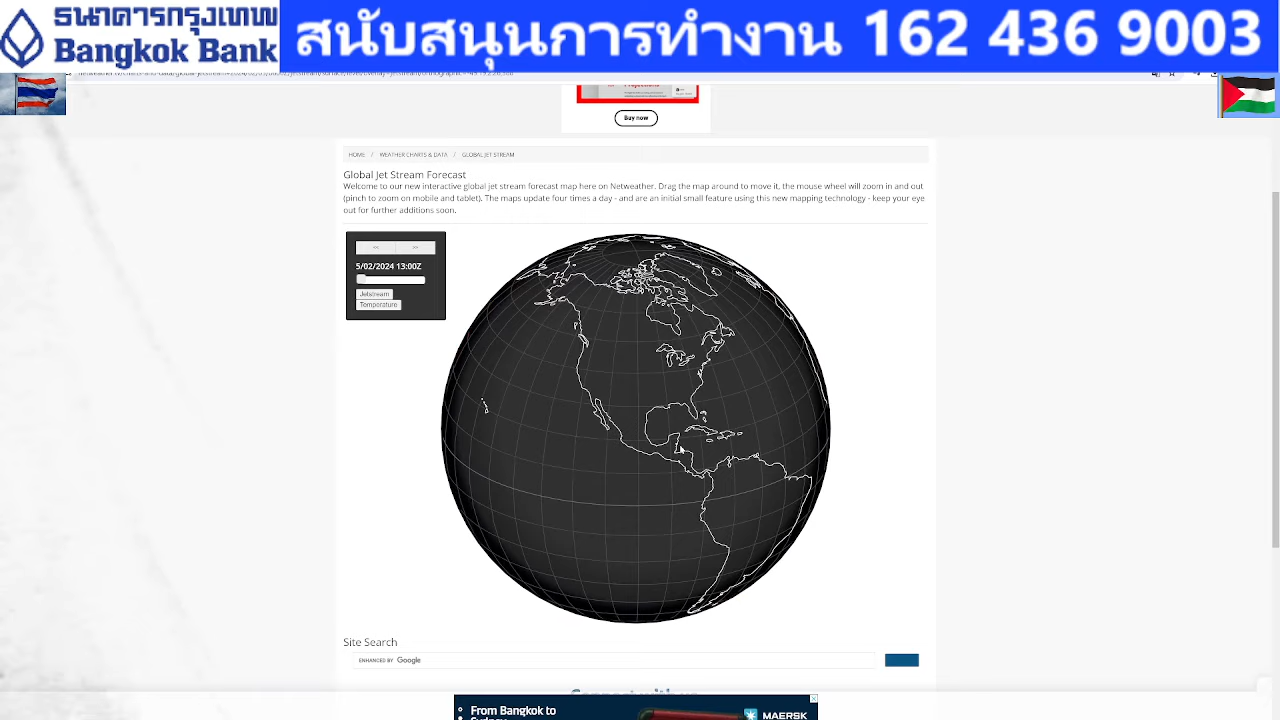 ธนาคารกรุงเทพ
Bangkok Bank
สนับสนุนการทำงาน 162 436 9003
Buy now
HOME / WEATHER CHARTS & DATA / GLOBAL JET STREAM
Global Jet Stream Forecast
Welcome to our new interactive global jet stream forecast map here on Netweather. Drag the map around to move it, the mouse wheel will zoom in and out
(pinch to zoom on mobile and tablet). The maps update four times a day - and are an initial small feature using this new mapping technology - keep your eye
out for further additions soon.
<< >>
5/02/2024 13:00Z
Jetstream
Temperature
Site Search
ENHANCED BY Google
From Bangkok to
Sydney
MAERSK